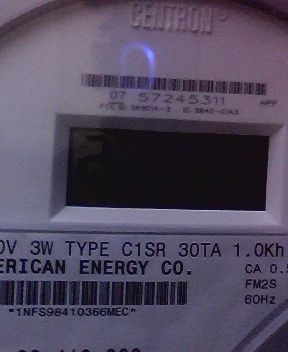 CENTRON®
07 57245311
0V 3W TYPE C1SR 30TA 1.0Kh
ERICAN ENERGY CO.
CA 0.5
FM2S
60Hz
*1NFS98410366MEC*